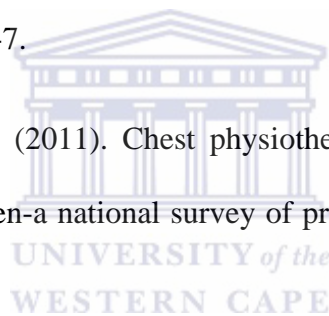 -7.
(2011). Chest physiothe
en-a national survey of pr
UNIVERSITY of the
WESTERN CAPE